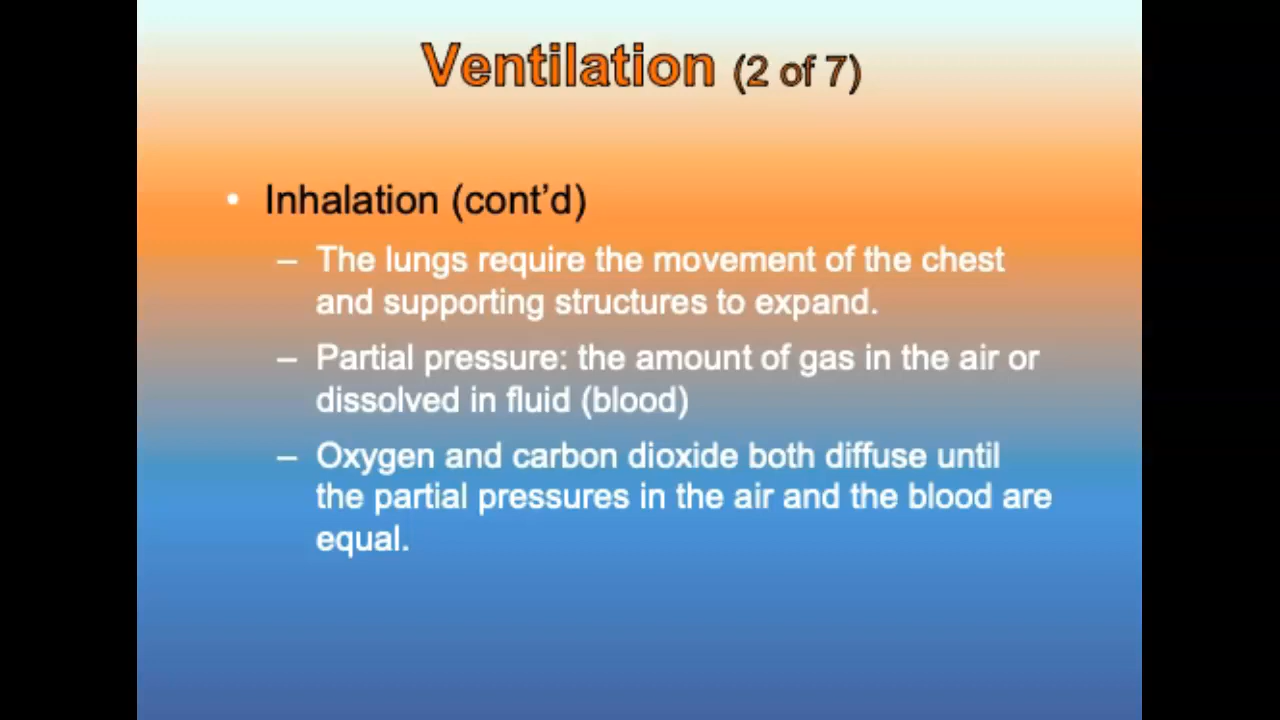 Ventilation (2 of 7)
• Inhalation (cont’d)
– The lungs require the movement of the chest
and supporting structures to expand.
– Partial pressure: the amount of gas in the air or
dissolved in fluid (blood)
– Oxygen and carbon dioxide both diffuse until
the partial pressures in the air and the blood are
equal.